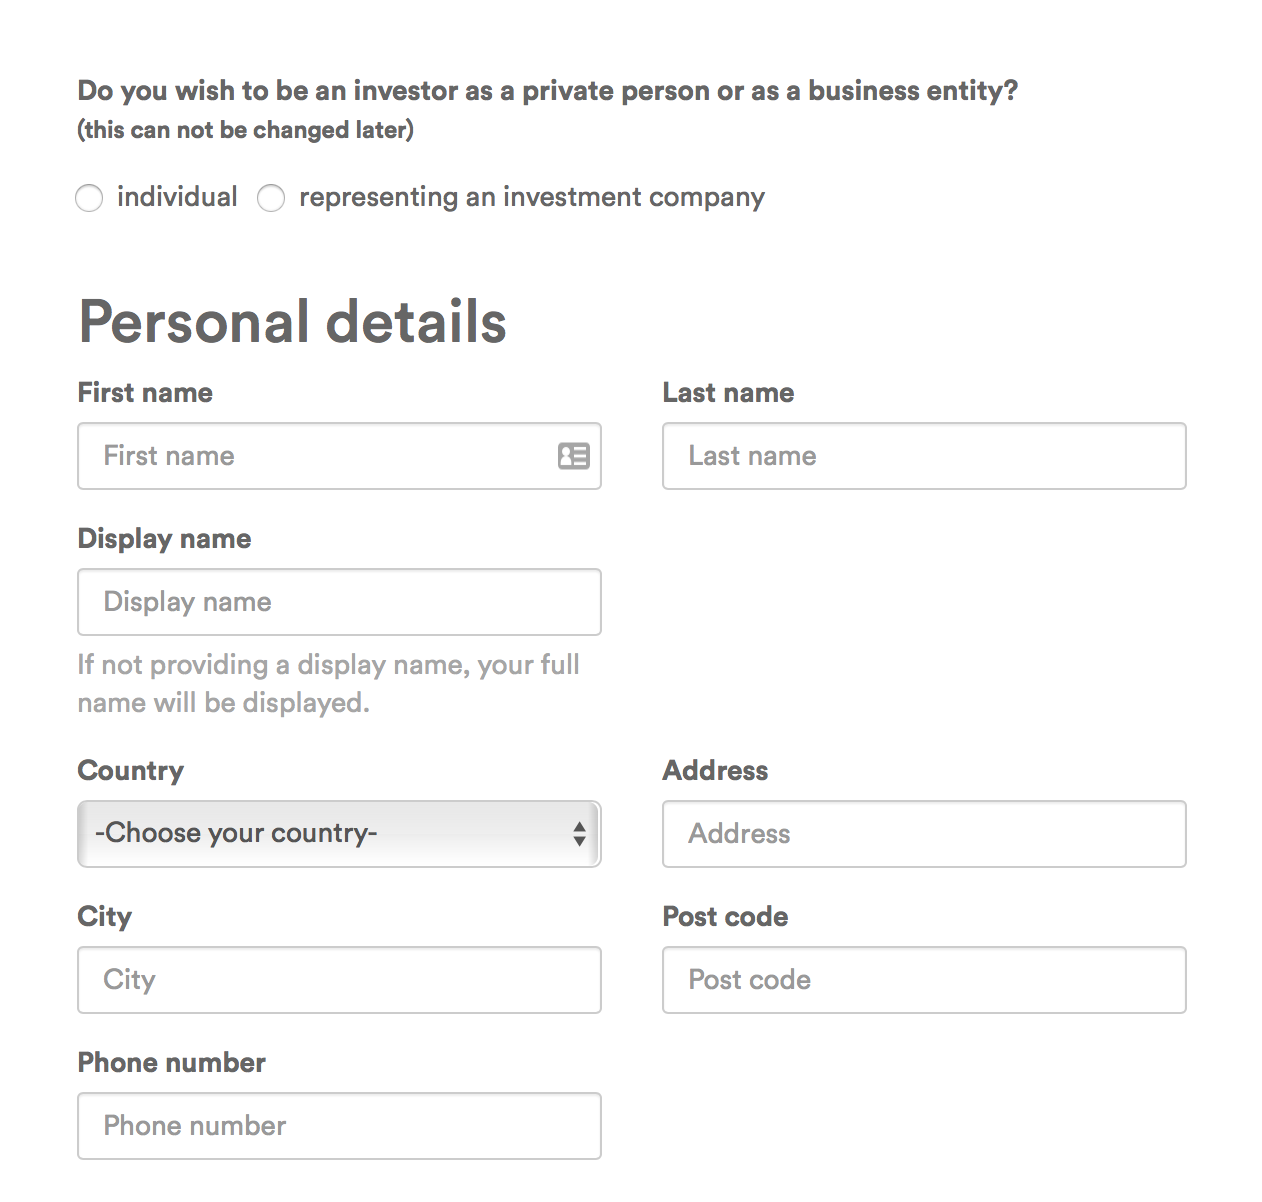 Do you wish to be an investor as a private person or as a business entity?
(this can not be changed later)
individual representing an investment company
Personal details
First name Last name
First name Last name
Display name
Display name
If not providing a display name, your full
name will be displayed.
Country Address
-Choose your country- Address
City Post code
City Post code
Phone number
Phone number